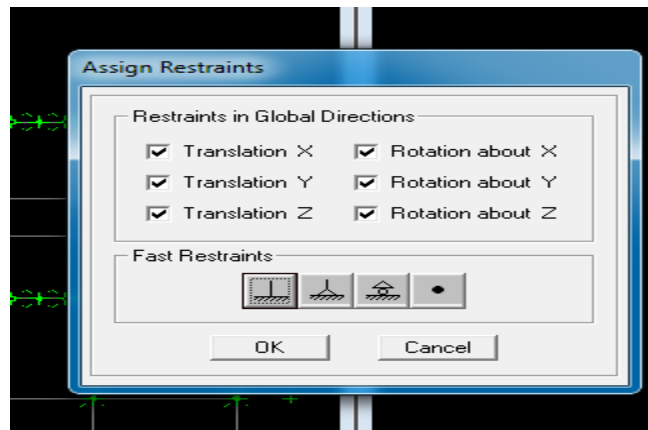 Assign Restraints
Restraints in Global Directions
Translation X Rotation about X
Translation Y Rotation about Y
Translation Z Rotation about Z
Fast Restraints
OK Cancel